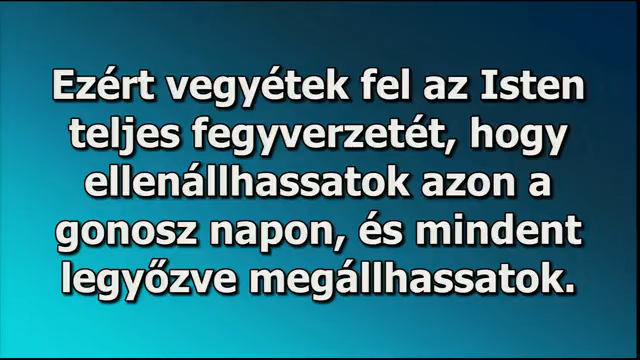 Ezért vegyétek fel az Isten
teljes fegyverzetét, hogy
ellenállhassatok azon a
gonosz napon, és mindent
legyőzve megállhassatok.